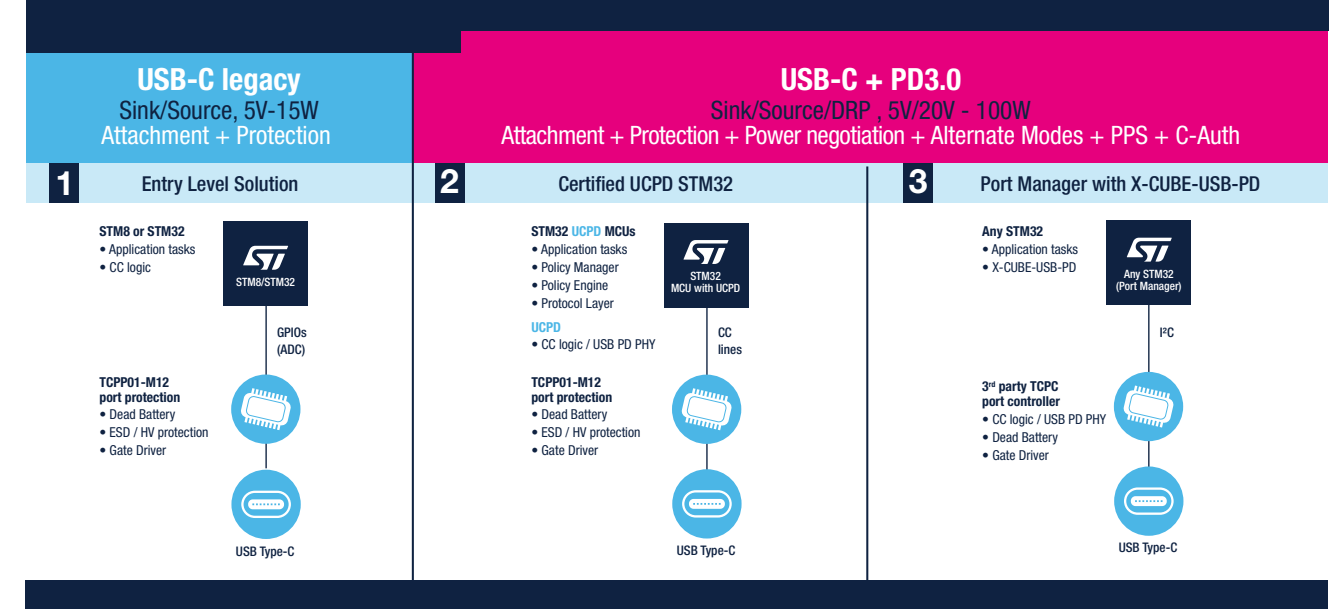 USB-C legacy
Sink/Source, 5V-15W
Attachment + Protection
USB-C + PD3.0
Sink/Source/DRP , 5V/20V - 100W
Attachment + Protection + Power negotiation + Alternate Modes + PPS + C-Auth
1
Entry Level Solution
STM8 or STM32
• Application tasks
• CC logic
ST
STM8/STM32
GPIOs
(ADC)
TCPP01-M12
port protection
• Dead Battery
• ESD / HV protection
• Gate Driver
USB Type-C
2
Certified UCPD STM32
STM32 UCPD MCUs
• Application tasks
• Policy Manager
• Policy Engine
• Protocol Layer
UCPD
• CC logic / USB PD PHY
ST
STM32
MCU with UCPD
CC
lines
TCPP01-M12
port protection
• Dead Battery
• ESD / HV protection
• Gate Driver
USB Type-C
3
Port Manager with X-CUBE-USB-PD
Any STM32
• Application tasks
• X-CUBE-USB-PD
ST
Any STM32
(Port Manager)
I²C
3rd party TCPC
port controller
• CC logic / USB PD PHY
• Dead Battery
• Gate Driver
USB Type-C